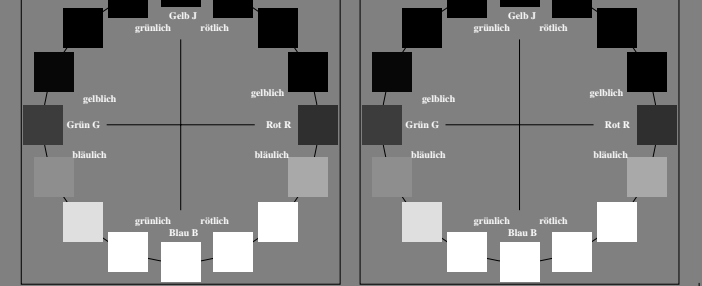 Gelb J
grünlich rötlich
gelblich gelblich
Grün G Rot R
bläulich bläulich
grünlich rötlich
Blau B
Gelb J
grünlich rötlich
gelblich gelblich
Grün G Rot R
bläulich bläulich
grünlich rötlich
Blau B